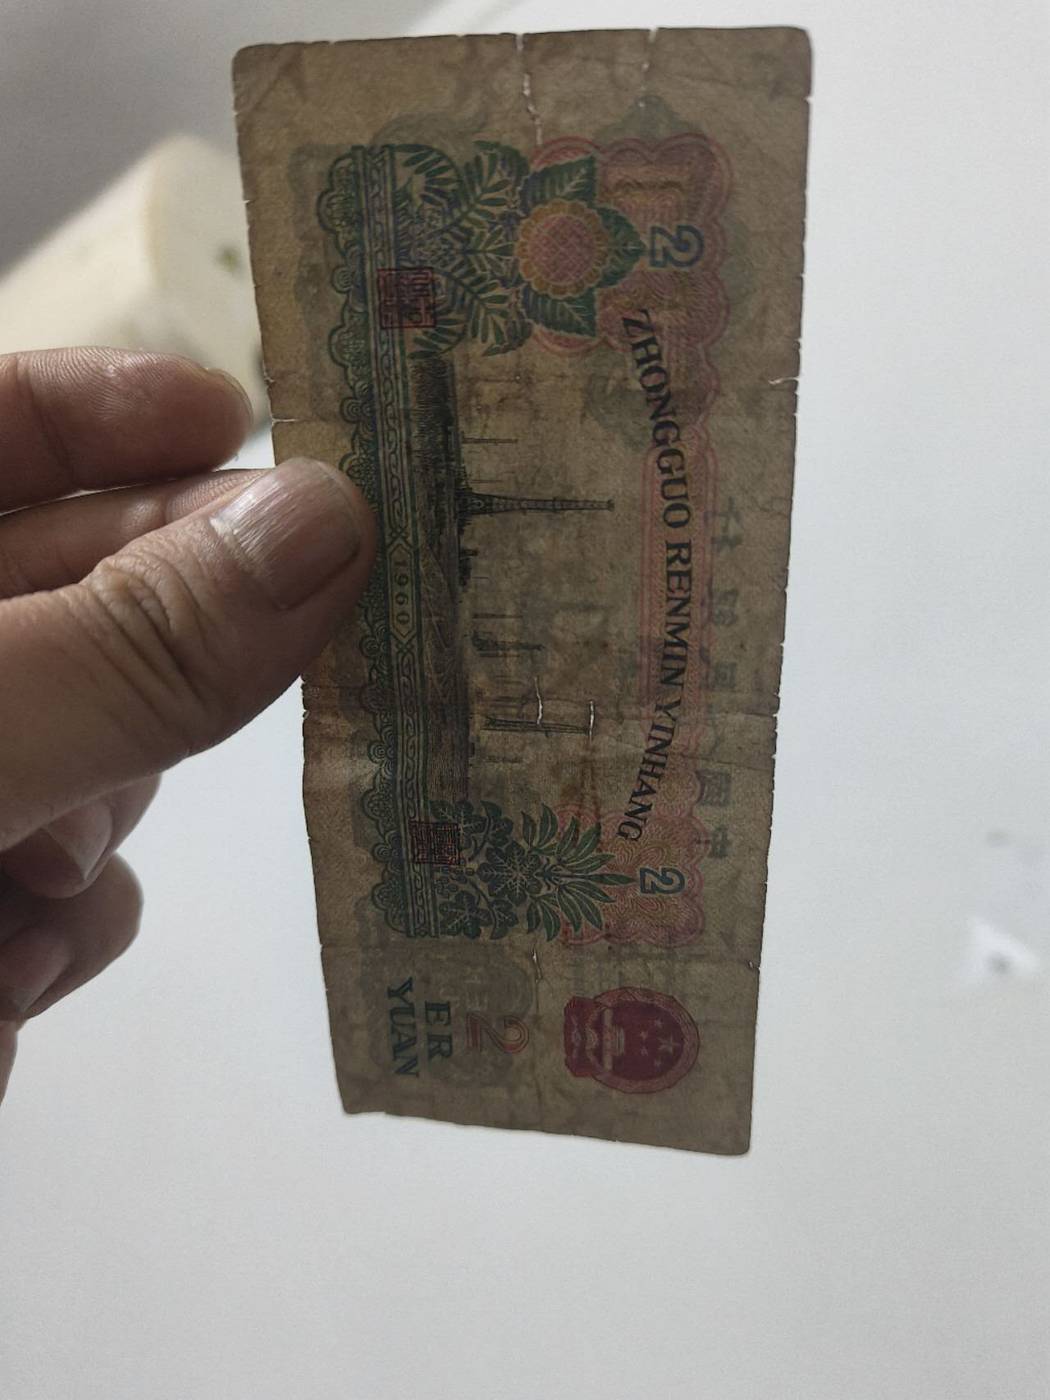 2
ZHONGGUO RENMIN YINHANG
2
1960
2
ER
YUAN